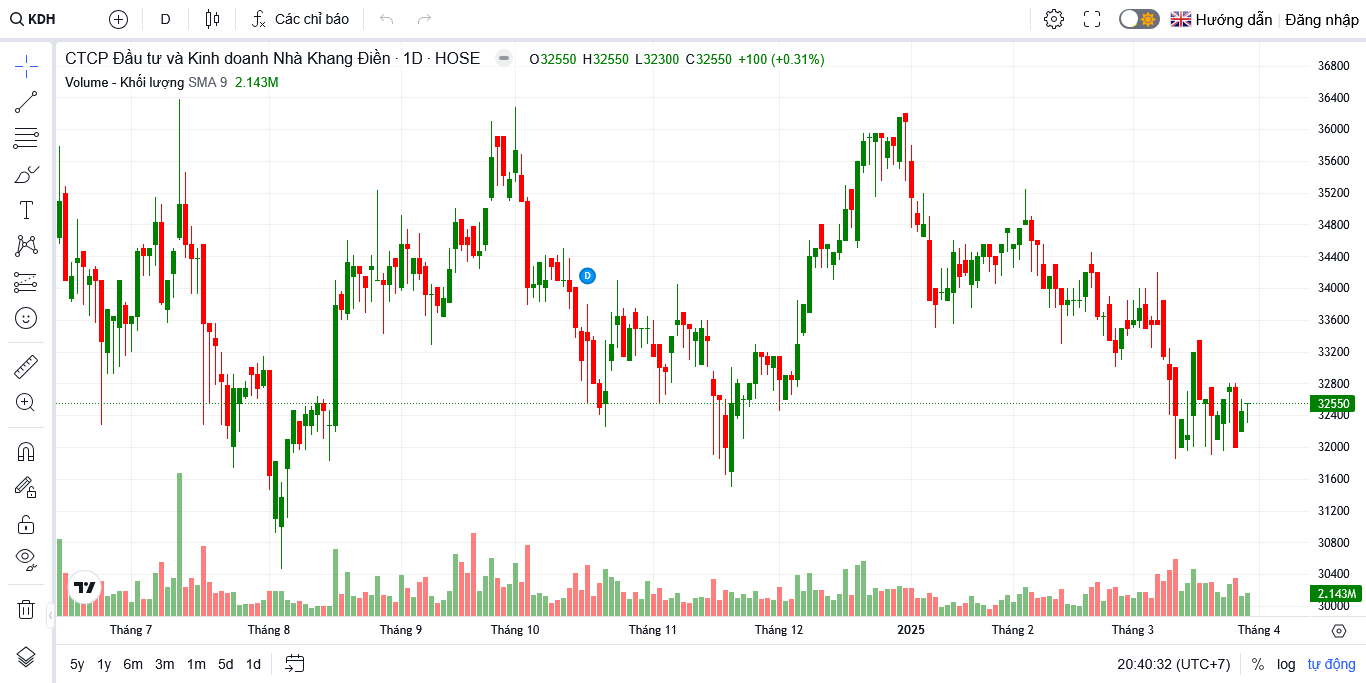 KDH D Các chỉ báo Hướng dẫn Đăng nhập
CTCP Đầu tư và Kinh doanh Nhà Khang Điền · 1D · HOSE O32550 H32550 L32300 C32550 +100 (+0.31%)
Volume - Khối lượng SMA 9 2.143M
36800
36400
36000
35600
35200
34800
34400
34000
33600
33200
32800
32550
32400
32000
31600
31200
30800
30400
2.143M
30000
D
Tháng 7 Tháng 8 Tháng 9 Tháng 10 Tháng 11 Tháng 12 2025 Tháng 2 Tháng 3 Tháng 4
5y 1y 6m 3m 1m 5d 1d 20:40:32 (UTC+7) % log tự động